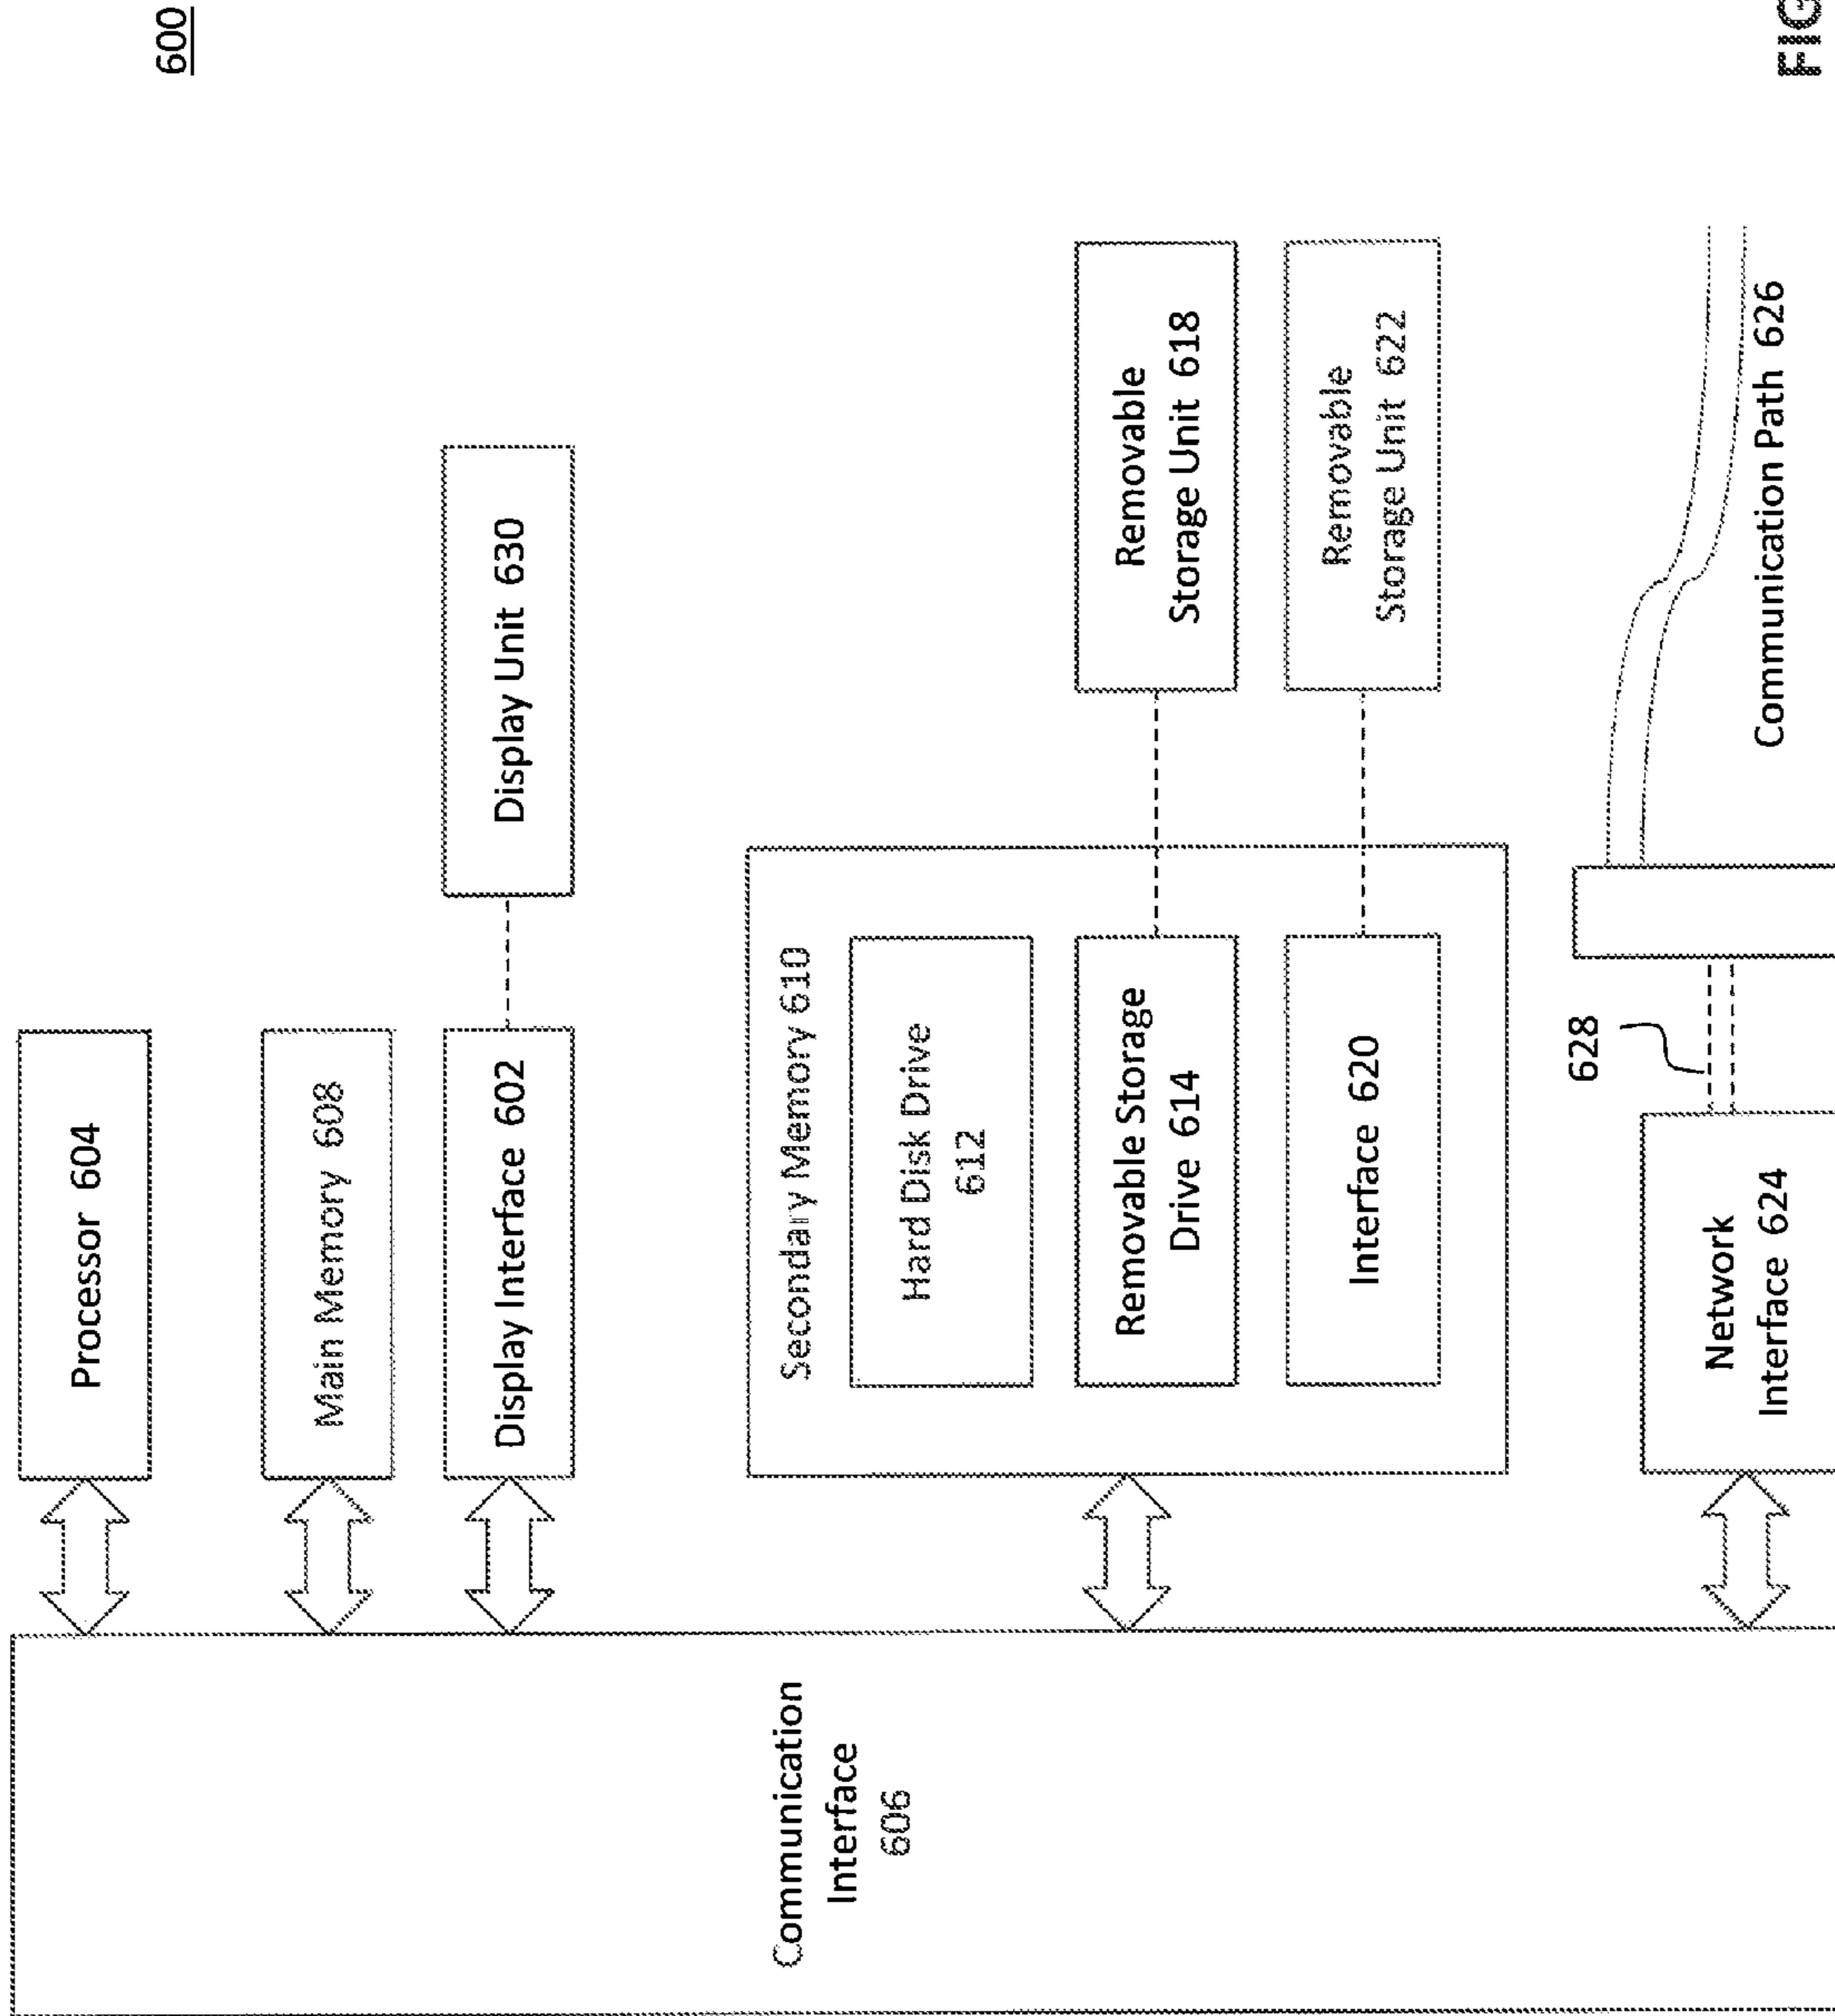 600
Processor 604
Main Memory 608
Display Interface 602
Display Unit 630
Communication
Interface
606
Secondary Memory 610
Hard Disk Drive
612
Removable Storage
Drive 614
Removable
Storage Unit 618
Interface 620
Removable
Storage Unit 622
628
Network
Interface 624
Communication Path 626
FIG